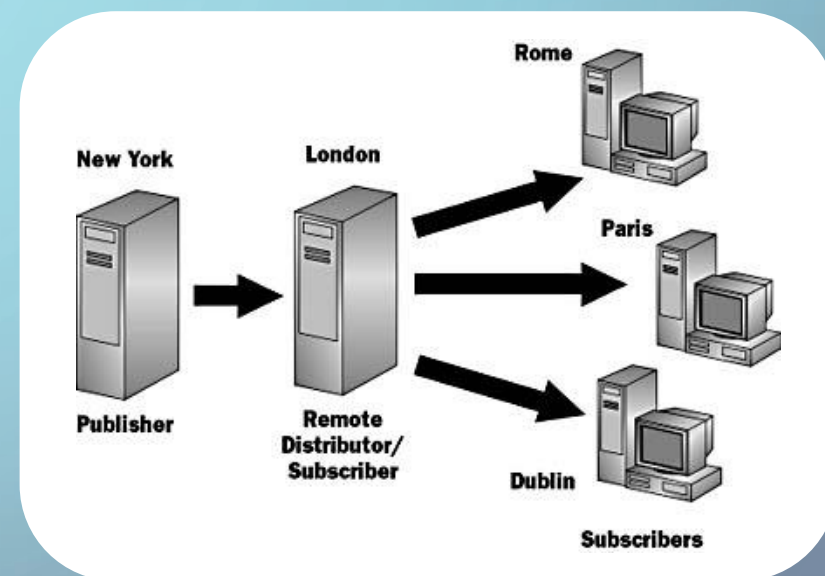 Rome
New York
London
Paris
Publisher
Remote
Distributor/
Subscriber
Dublin
Subscribers